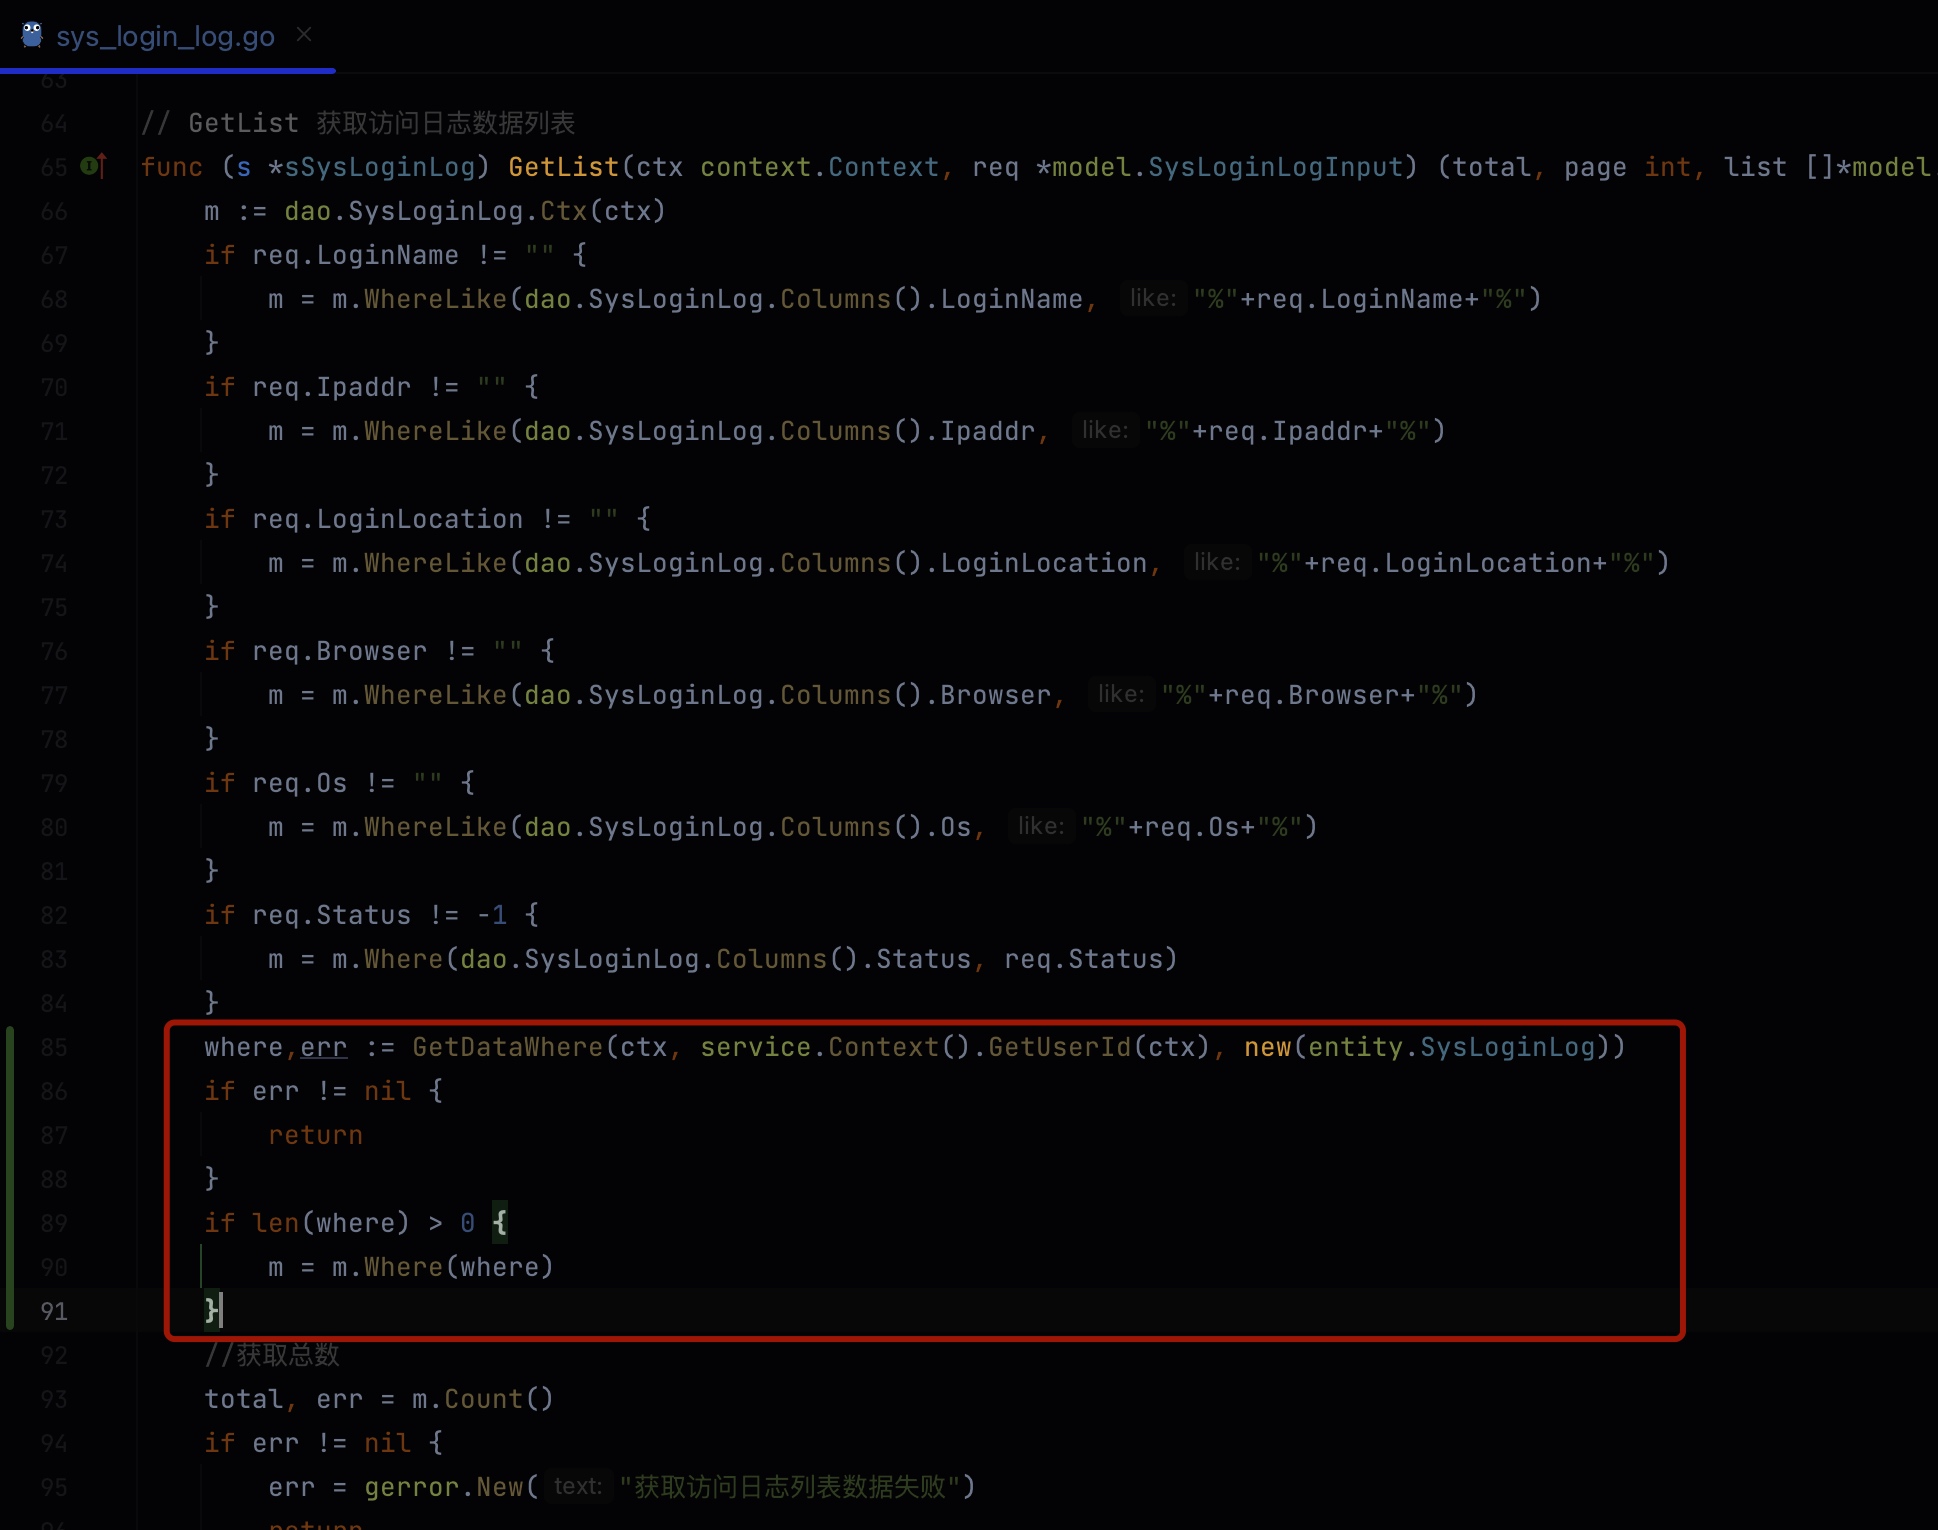 sys_login_log.go
63
64 // GetList 获取访问日志数据列表
65 func (s *sSysLoginLog) GetList(ctx context.Context, req *model.SysLoginLogInput) (total, page int, list []*model
66 m := dao.SysLoginLog.Ctx(ctx)
67 if req.LoginName != "" {
68 m = m.WhereLike(dao.SysLoginLog.Columns().LoginName, like: "%"+req.LoginName+"%")
69 }
70 if req.Ipaddr != "" {
71 m = m.WhereLike(dao.SysLoginLog.Columns().Ipaddr, like: "%"+req.Ipaddr+"%")
72 }
73 if req.LoginLocation != "" {
74 m = m.WhereLike(dao.SysLoginLog.Columns().LoginLocation, like: "%"+req.LoginLocation+"%")
75 }
76 if req.Browser != "" {
77 m = m.WhereLike(dao.SysLoginLog.Columns().Browser, like: "%"+req.Browser+"%")
78 }
79 if req.Os != "" {
80 m = m.WhereLike(dao.SysLoginLog.Columns().Os, like: "%"+req.Os+"%")
81 }
82 if req.Status != -1 {
83 m = m.Where(dao.SysLoginLog.Columns().Status, req.Status)
84 }
85 where,err := GetDataWhere(ctx, service.Context().GetUserId(ctx), new(entity.SysLoginLog))
86 if err != nil {
87 return
88 }
89 if len(where) > 0 {
90 m = m.Where(where)
91 }
92 //获取总数
93 total, err = m.Count()
94 if err != nil {
95 err = gerror.New( text: "获取访问日志列表数据失败")
return